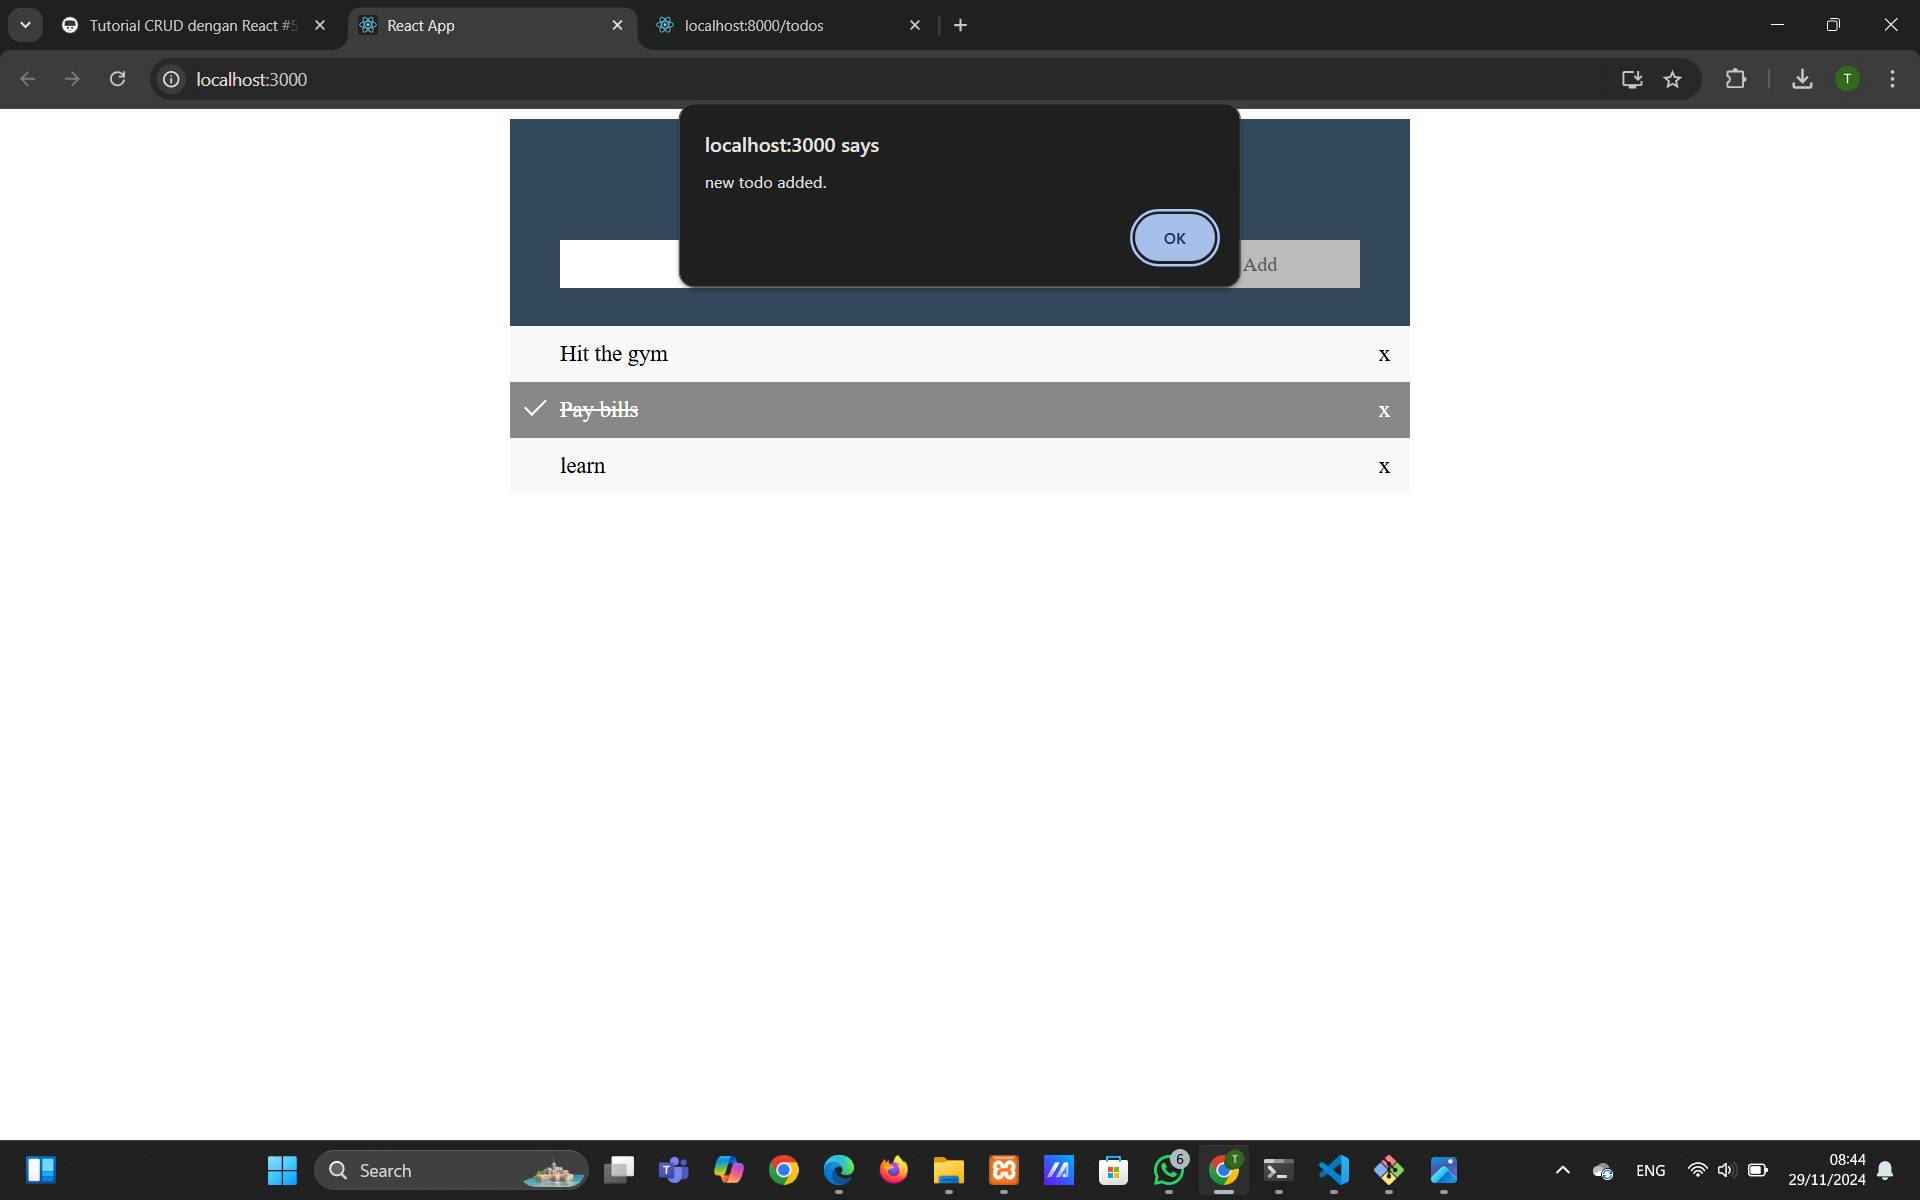 Tutorial CRUD dengan React #5
React App
localhost:8000/todos
localhost:3000
T
localhost:3000 says
new todo added.
OK
Add
Hit the gym
x
Pay bills
x
learn
x
Search
T
6
T
ENG
08:44
29/11/2024